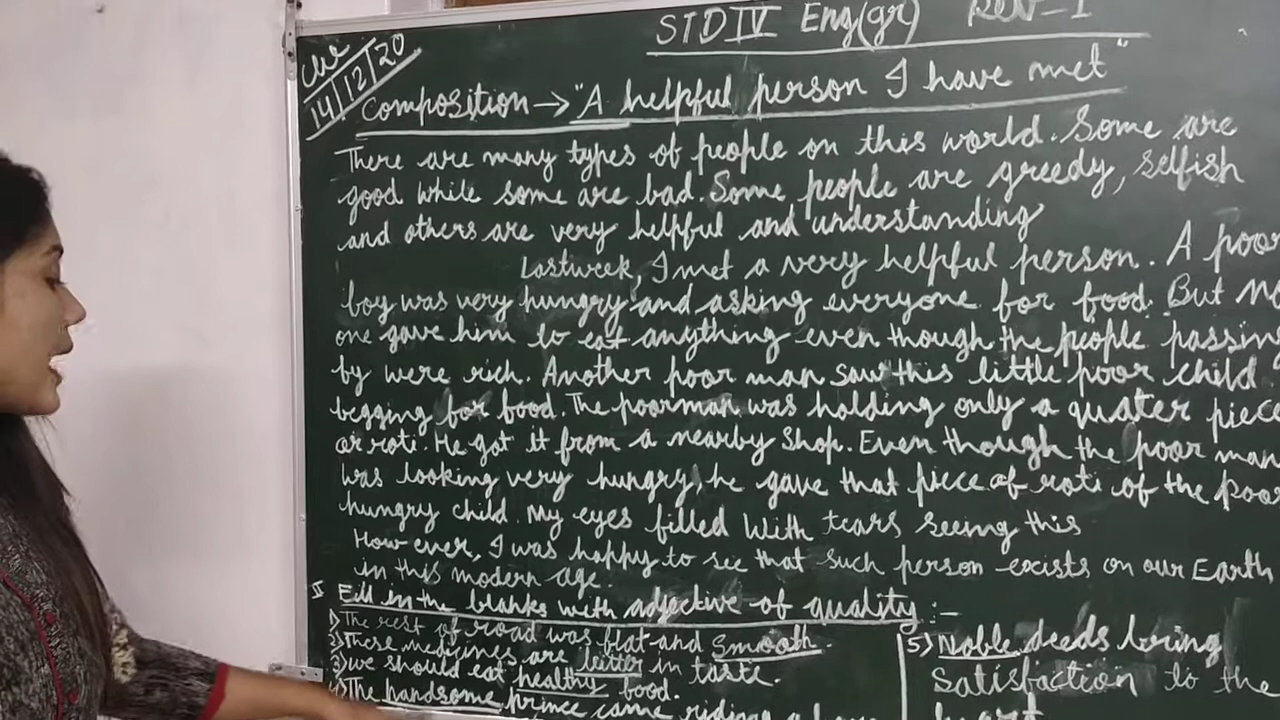 STD IV Eng(gr) Rev-I
CW
14/12/20
Composition → "A helpful person I have met"
There are many types of people on this world. Some are
good while some are bad. Some people are greedy, selfish
and others are very helpful and understanding
Lastweek, I met a very helpful person. A poor
boy was very hungry and asking everyone for food. But No
one gave him to eat anything even though the people passin
by were rich. Another poor man saw this little poor child
begging for food. The poorman was holding only a quater piece
or roti. He got it from a nearby Shop. Even though the poor man
was looking very hungry, he gave that piece of roti of the poor
hungry child. My eyes filled With tears seeing this
How ever, I was happy to see that such person exists on our Earth
in this modern age.
II Fill in the blanks with adjective of quality :-
1) The rest of road was flat and Smooth.
2) These medicines are bitter in taste.
3) we should eat healthy food.
4) The handsome prince came riding a
5) Noble deeds bring
Satisfaction to the
heart